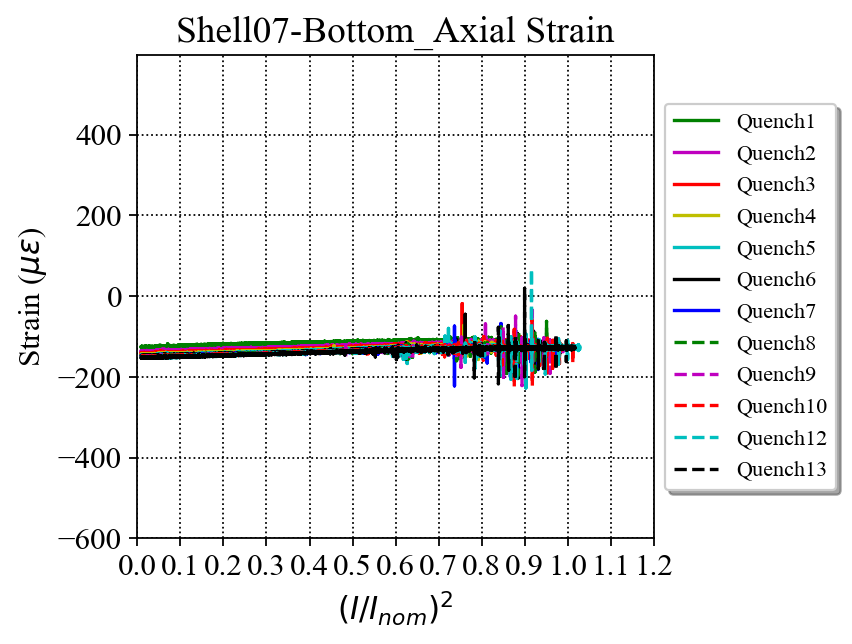 Shell07-Bottom_Axial Strain
Strain (με)
400
200
0
−200
−400
−600
0.0 0.1 0.2 0.3 0.4 0.5 0.6 0.7 0.8 0.9 1.0 1.1 1.2
(I/I_nom)²
Quench1
Quench2
Quench3
Quench4
Quench5
Quench6
Quench7
Quench8
Quench9
Quench10
Quench12
Quench13